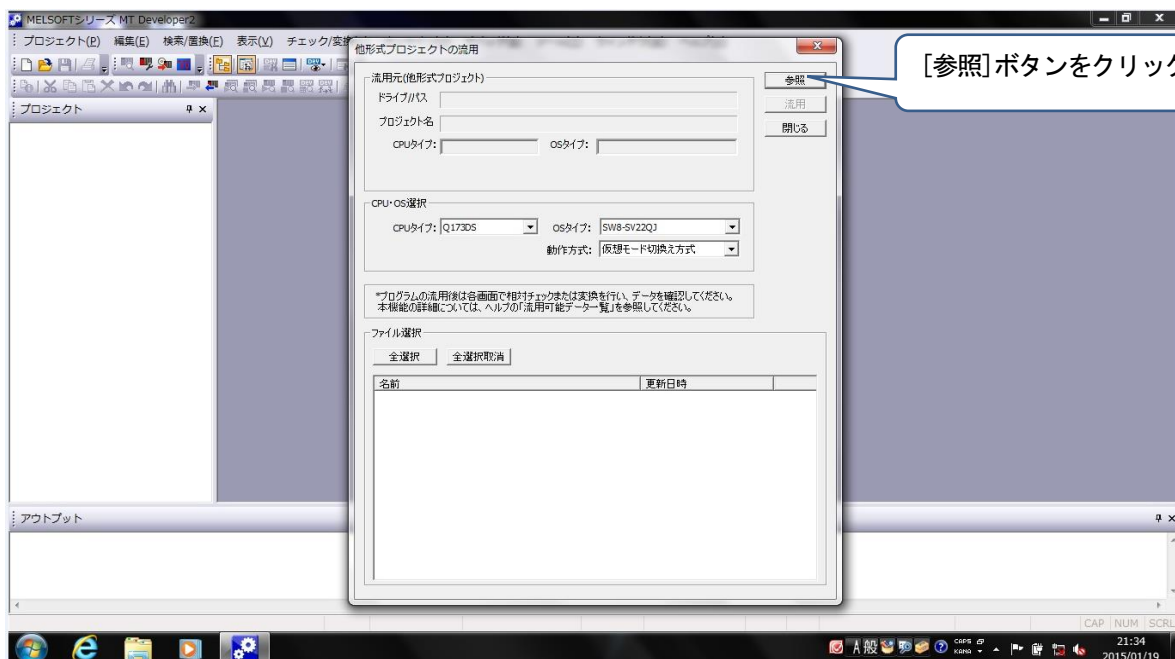 MELSOFTシリーズ MT Developer2
プロジェクト(P) 編集(E) 検索/置換(F) 表示(V) チェック/変換
他形式プロジェクトの流用
[参照]ボタンをクリック
流用元(他形式プロジェクト)
参照
ドライブ/パス
流用
プロジェクト名
閉じる
CPUタイプ: OSタイプ:
プロジェクト
CPU・OS選択
CPUタイプ: Q173DS OSタイプ: SW8-SV22QJ
動作方式: 仮想モード切換え方式
*プログラムの流用後は各画面で相対チェックまたは変換を行い、データを確認してください。
本機能の詳細については、ヘルプの「流用可能データ一覧」を参照してください。
ファイル選択
全選択 全選択取消
名前 更新日時
アウトプット
CAP NUM SCRL
A 般 CAPS KANA
21:34
2015/01/19